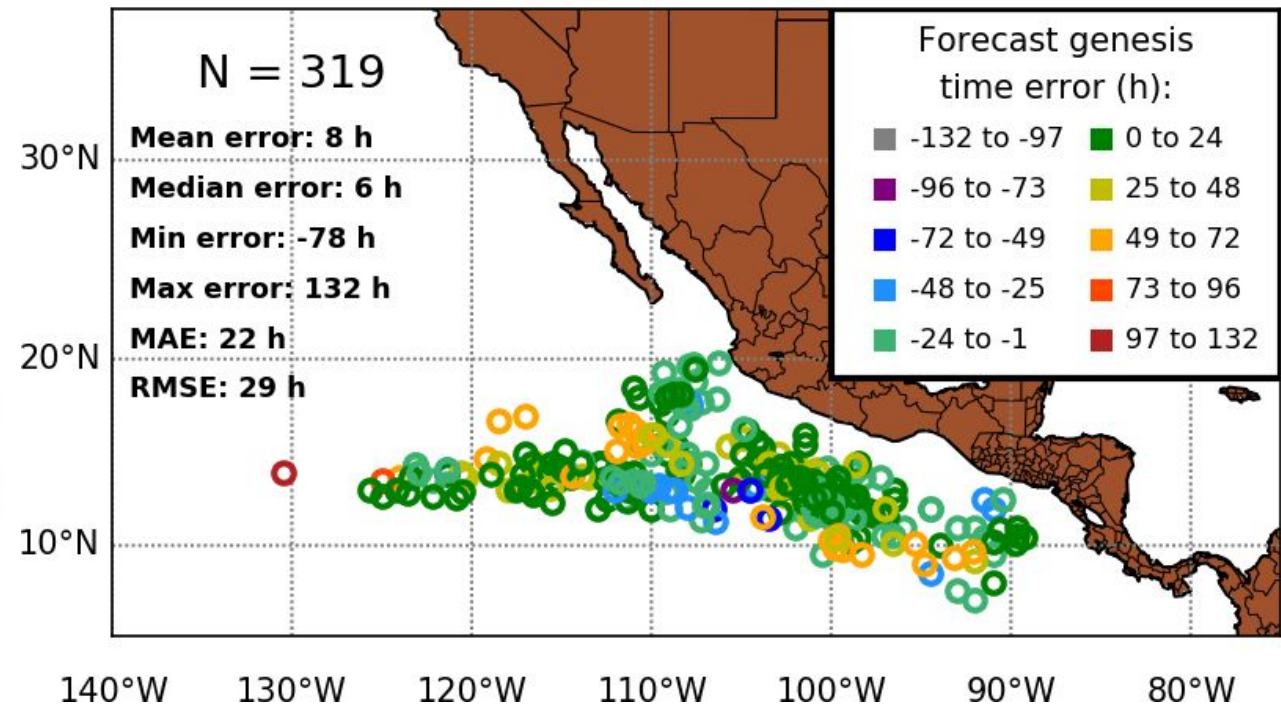 N = 319
Mean error: 8 h
Median error: 6 h
Min error: -78 h
Max error: 132 h
MAE: 22 h
RMSE: 29 h
Forecast genesis
time error (h):
-132 to -97
-96 to -73
-72 to -49
-48 to -25
-24 to -1
0 to 24
25 to 48
49 to 72
73 to 96
97 to 132
30°N
20°N
10°N
140°W 130°W 120°W 110°W 100°W 90°W 80°W